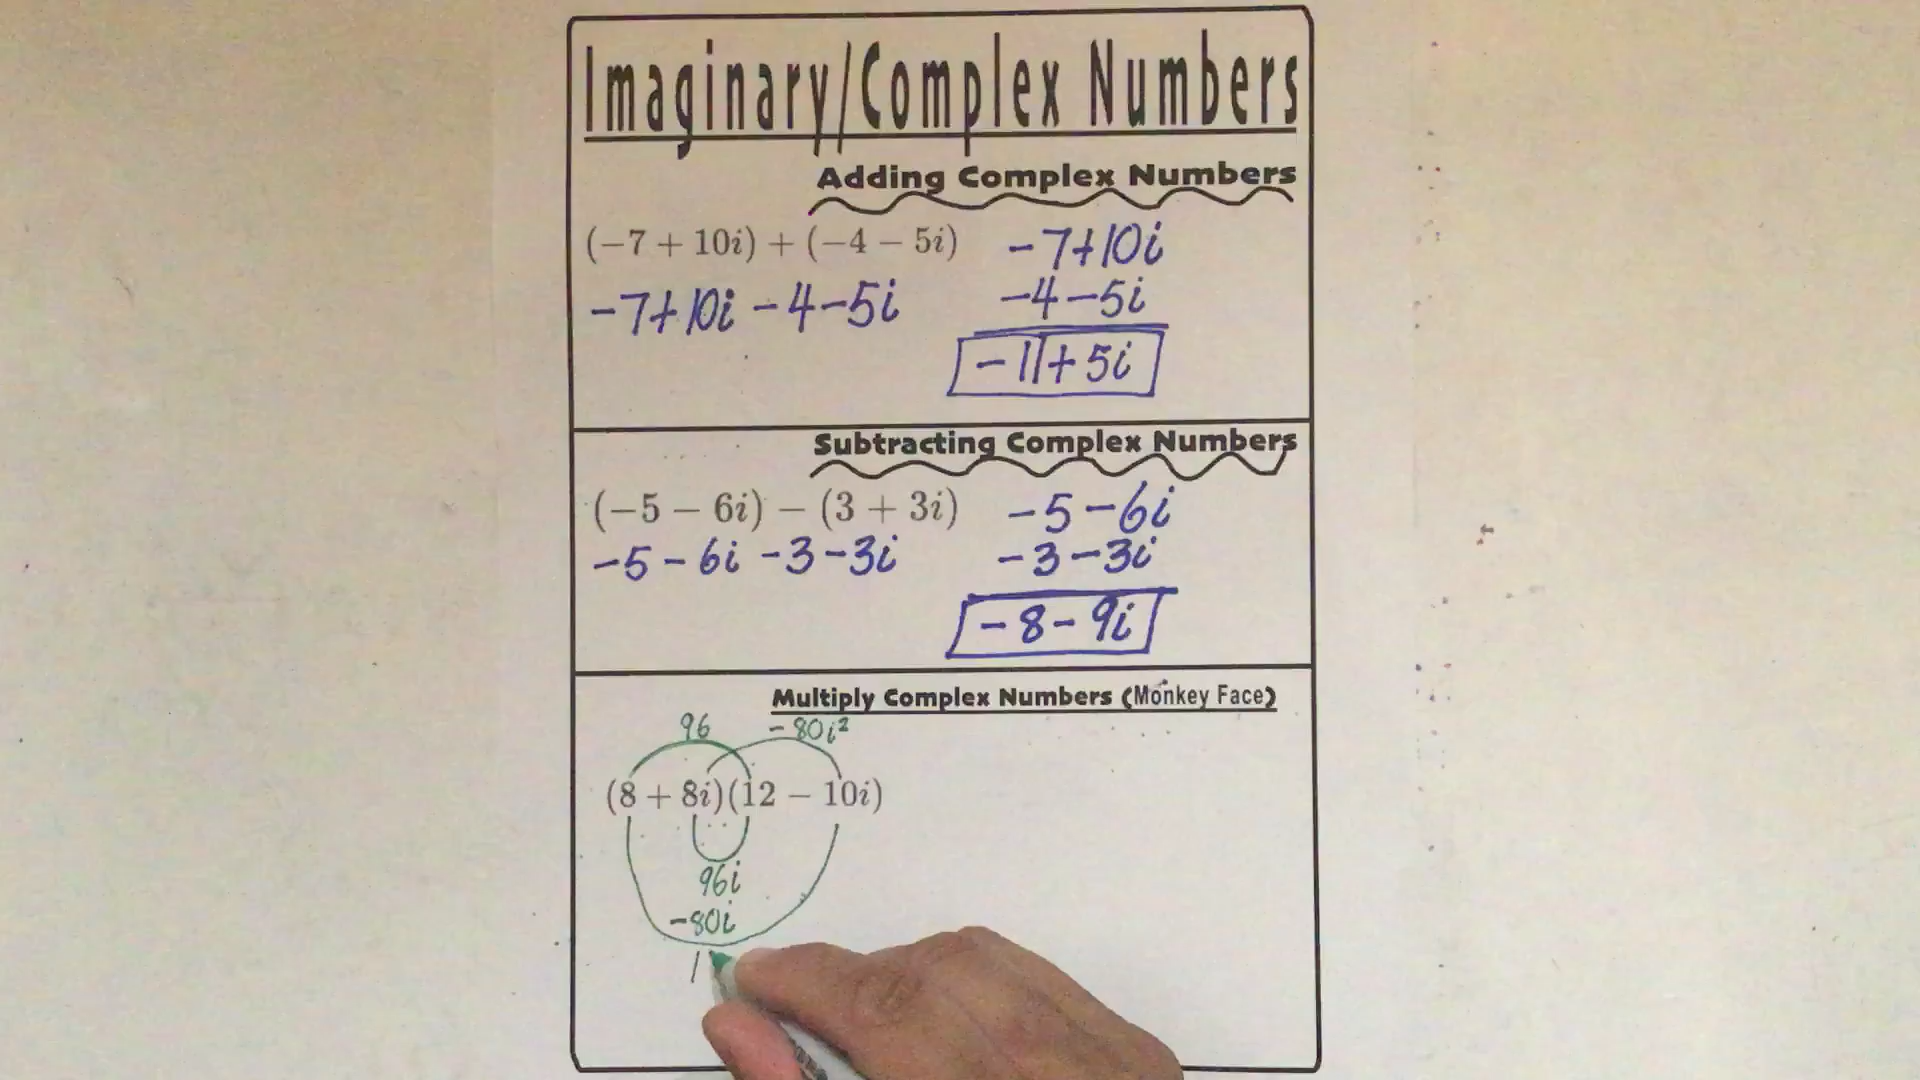 Imaginary/Complex Numbers
Adding Complex Numbers
(-7 + 10i) + (-4 - 5i) -7+10i
-7+10i -4-5i -4-5i
-11+5i
Subtracting Complex Numbers
(-5 - 6i) - (3 + 3i) -5-6i
-5-6i -3-3i -3-3i
-8-9i
Multiply Complex Numbers (Monkey Face)
96 -80i²
(8 + 8i)(12 - 10i)
96i
-80i
1